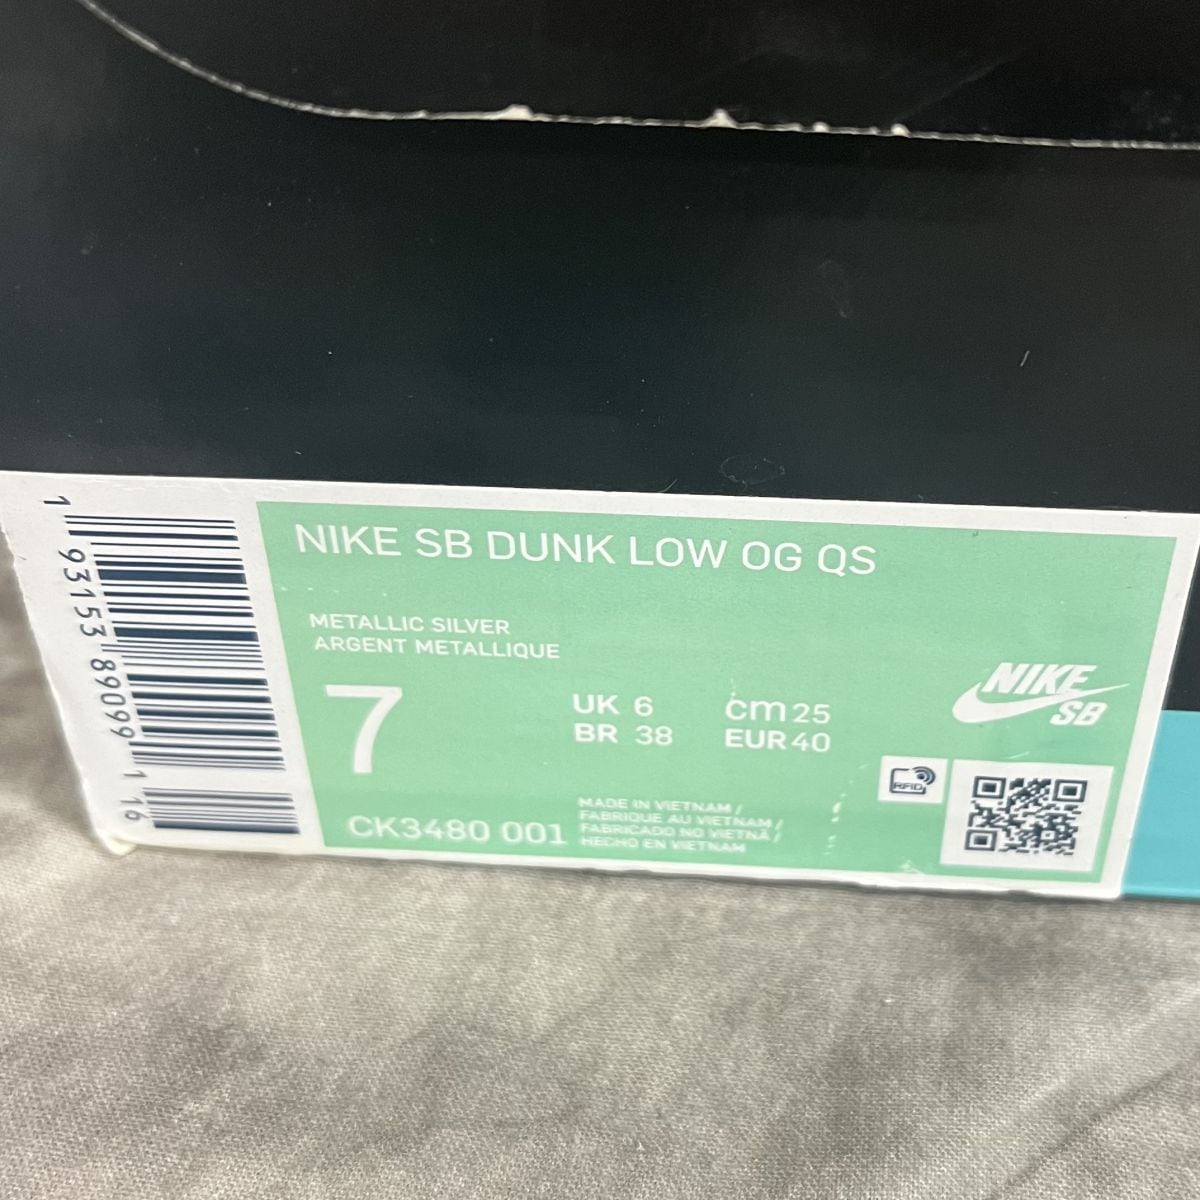 NIKE SB DUNK LOW OG QS
METALLIC SILVER
ARGENT METALLIQUE
7
UK 6
BR 38
cm 25
EUR 40
NIKE
SB
RFID
CK3480 001
MADE IN VIETNAM /
FABRIQUE AU VIETNAM /
FABRICADO NO VIETNÃ /
HECHO EN VIETNAM
1 93153 89099 1 16